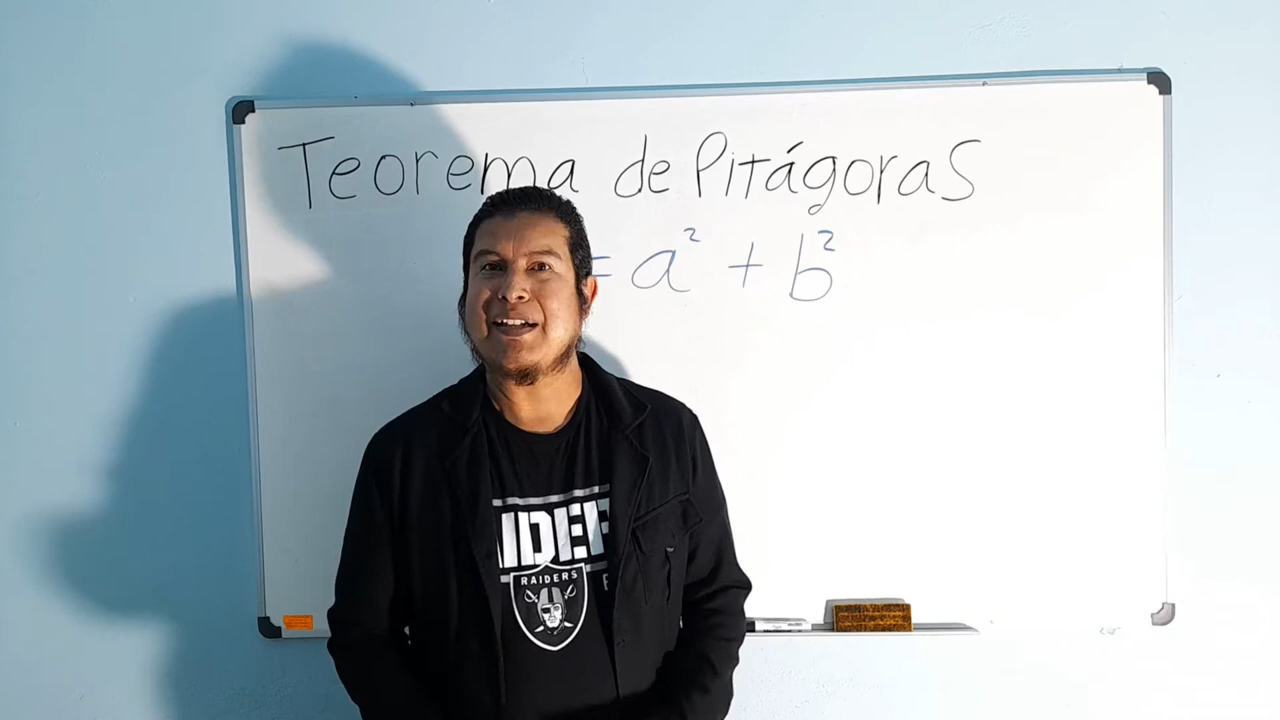 Teorema de Pitágoras
= a² + b²
RAIDERS